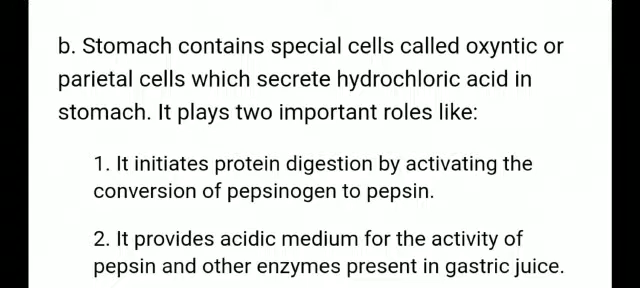 b. Stomach contains special cells called oxyntic or
parietal cells which secrete hydrochloric acid in
stomach. It plays two important roles like:
1. It initiates protein digestion by activating the
conversion of pepsinogen to pepsin.
2. It provides acidic medium for the activity of
pepsin and other enzymes present in gastric juice.